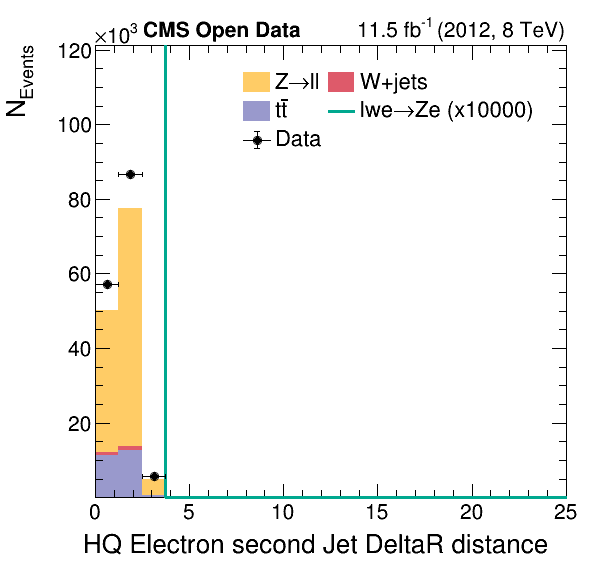 ×10³ CMS Open Data 11.5 fb⁻¹ (2012, 8 TeV)
N_Events
120
100
80
60
40
20
Z→ll W+jets
tt̄ lwe→Ze (x10000)
Data
0 5 10 15 20 25
HQ Electron second Jet DeltaR distance